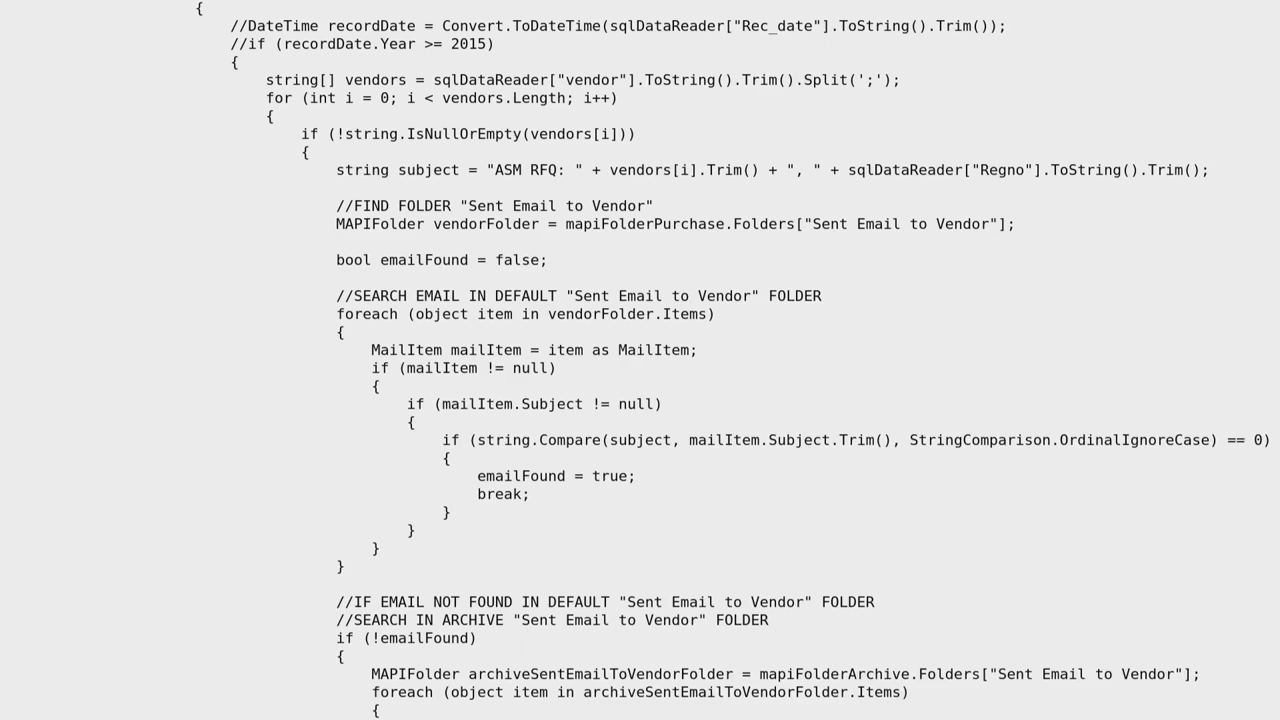 {
//DateTime recordDate = Convert.ToDateTime(sqlDataReader["Rec_date"].ToString().Trim());
//if (recordDate.Year >= 2015)
{
string[] vendors = sqlDataReader["vendor"].ToString().Trim().Split(';');
for (int i = 0; i < vendors.Length; i++)
{
if (!string.IsNullOrEmpty(vendors[i]))
{
string subject = "ASM RFQ: " + vendors[i].Trim() + ", " + sqlDataReader["Regno"].ToString().Trim();
//FIND FOLDER "Sent Email to Vendor"
MAPIFolder vendorFolder = mapiFolderPurchase.Folders["Sent Email to Vendor"];
bool emailFound = false;
//SEARCH EMAIL IN DEFAULT "Sent Email to Vendor" FOLDER
foreach (object item in vendorFolder.Items)
{
MailItem mailItem = item as MailItem;
if (mailItem != null)
{
if (mailItem.Subject != null)
{
if (string.Compare(subject, mailItem.Subject.Trim(), StringComparison.OrdinalIgnoreCase) == 0)
{
emailFound = true;
break;
}
}
}
}
//IF EMAIL NOT FOUND IN DEFAULT "Sent Email to Vendor" FOLDER
//SEARCH IN ARCHIVE "Sent Email to Vendor" FOLDER
if (!emailFound)
{
MAPIFolder archiveSentEmailToVendorFolder = mapiFolderArchive.Folders["Sent Email to Vendor"];
foreach (object item in archiveSentEmailToVendorFolder.Items)
{